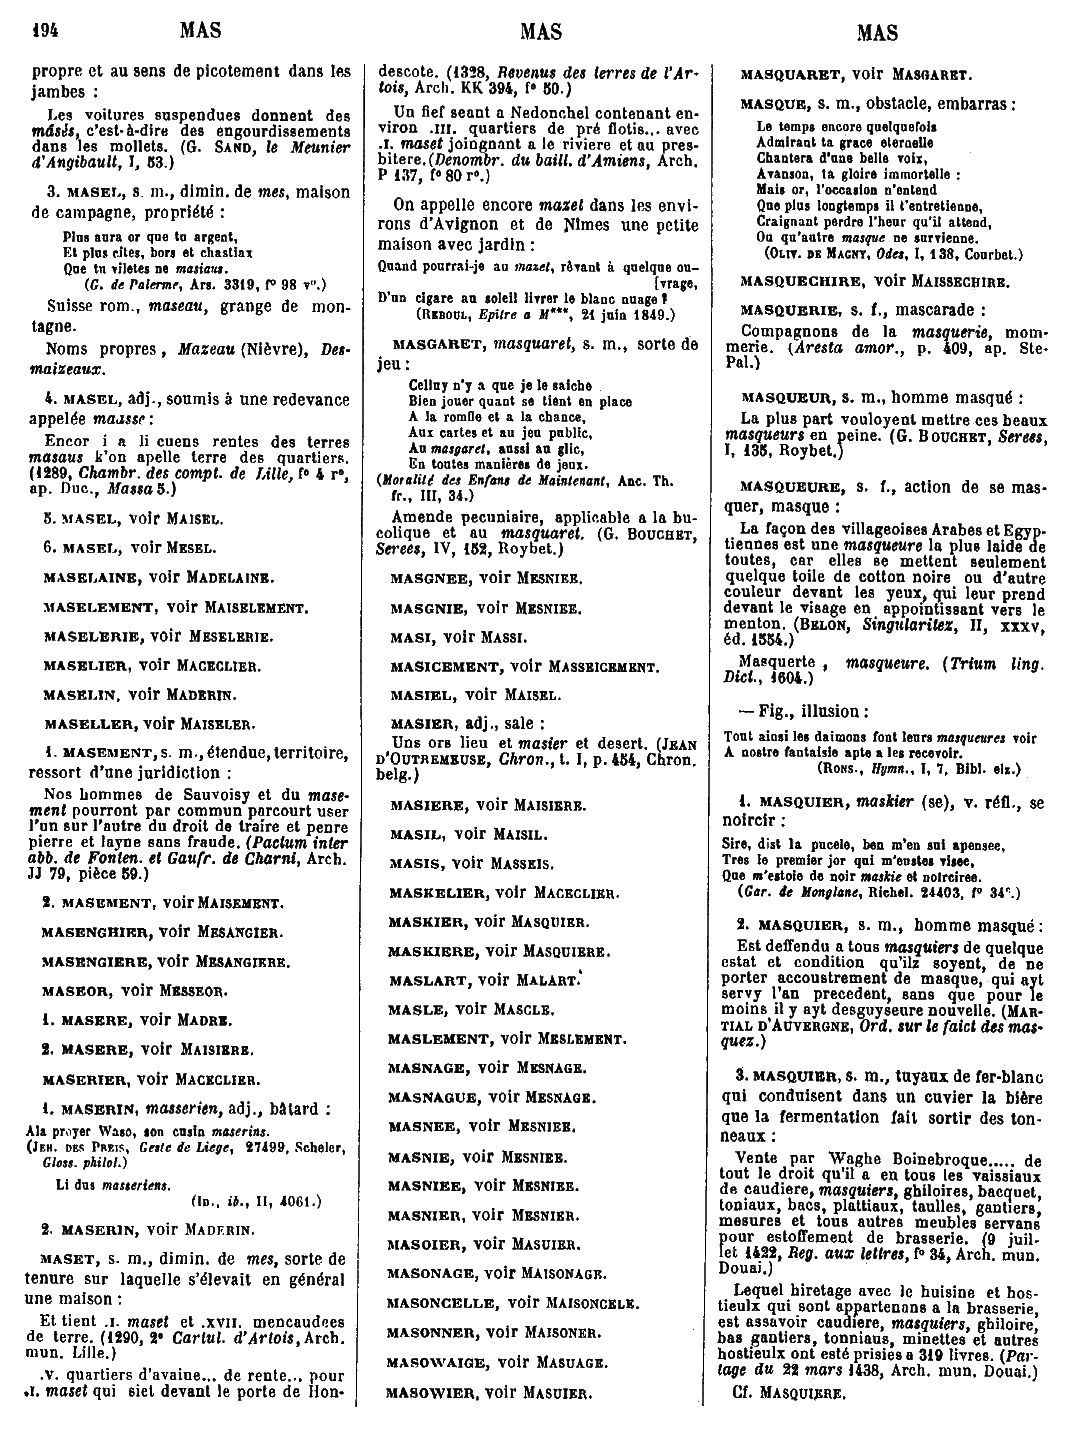 194 MAS MAS MAS
propre et au sens de picotement dans les
jambes :
Les voitures suspendues donnent des
másés, c'est-à-dire des engourdissements
dans les mollets. (G. SAND, le Meunier
d'Angibault, I, 53.)
3. MASEL, s. m., dimin. de mes, maison
de campagne, propriété :
Plus aura or que tu argent,
Et plus cites, bors et chastiax
Que tu viletes ne masiaus.
(G. de Palerme, Ars. 3319, f° 98 v°.)
Suisse rom., maseau, grange de mon-
tagne.
Noms propres, Mazeau (Nièvre), Des-
maizeaux.
4. MASEL, adj., soumis à une redevance
appelée maasse :
Encor i a li cuens rentes des terres
masaus k'on apelle terre des quartiers.
(1289, Chambr. des compt. de Lille, f° 4 r°,
ap. Duc., Massa 5.)
5. MASEL, voir MAISEL.
6. MASEL, voir MESEL.
MASELAINE, voir MADELAINE.
MASELEMENT, voir MAISELEMENT.
MASELERIE, voir MESELERIE.
MASELIER, voir MACECLIER.
MASELIN, voir MADERIN.
MASELLER, voir MAISELER.
1. MASEMENT, s. m., étendue, territoire,
ressort d'une juridiction :
Nos hommes de Sauvoisy et du mase-
ment pourront par commun parcourt user
l'un sur l'autre du droit de traire et penre
pierre et layne sans fraude. (Pactum inter
abb. de Fonten. et Gaufr. de Charni, Arch.
JJ 79, pièce 59.)
2. MASEMENT, voir MAISEMENT.
MASENGHIER, voir MESANGIER.
MASENGIERE, voir MESANGIERE.
MASEOR, voir MESSEOR.
1. MASERE, voir MADRE.
2. MASERE, voir MAISIERE.
MASERIER, voir MACECLIER.
1. MASERIN, masserien, adj., bâtard :
Ala proyer Waso, son cusin maserins.
(JEH. DES PREIS, Geste de Liege, 27499, Scheler,
Gloss. philol.)
Li dus masseriens.
(ID., ib., II, 4061.)
2. MASERIN, voir MADERIN.
MASET, s. m., dimin. de mes, sorte de
tenure sur laquelle s'élevait en général
une maison :
Et tient .I. maset et .XVII. mencaudees
de terre. (1290, 2° Cartul. d'Artois, Arch.
mun. Lille.)
.V. quartiers d'avaine... de rente... pour
.I. maset qui siet devant le porte de Hon-
descote. (1328, Revenus des terres de l'Ar-
tois, Arch. KK 394, f° 50.)
Un fief seant a Nedonchel contenant en-
viron .III. quartiers de pré flotis... avec
.I. maset joingnant a le riviere et au pres-
bitere. (Denombr. du baill. d'Amiens, Arch.
P 137, f° 80 r°.)
On appelle encore mazet dans les envi-
rons d'Avignon et de Nîmes une petite
maison avec jardin :
Quand pourrai-je au mazet, rêvant à quelque ou-
[vrage,
D'un cigare au soleil livrer le blanc nuage ?
(REBOUL, Epitre a M***, 21 juin 1849.)
MASGARET, masquaret, s. m., sorte de
jeu :
Celluy n'y a que je le saiche
Bien jouer quant se tient en place
A la romfle et a la chance,
Aux cartes et au jeu public,
Au masgaret, aussi au glic,
En toutes manières de jeux.
(Moralité des Enfans de Maintenant, Anc. Th.
fr., III, 34.)
Amende pecuniaire, applicable a la bu-
colique et au masquaret. (G. BOUCHET,
Serees, IV, 152, Roybet.)
MASGNEE, voir MESNIEE.
MASGNIE, voir MESNIEE.
MASI, voir MASSI.
MASICEMENT, voir MASSEICEMENT.
MASIEL, voir MAISEL.
MASIER, adj., sale :
Uns ors lieu et masier et desert. (JEAN
D'OUTREMEUSE, Chron., t. I, p. 454, Chron.
belg.)
MASIERE, voir MAISIERE.
MASIL, voir MAISIL.
MASIS, voir MASSEIS.
MASKELIER, voir MACECLIER.
MASKIER, voir MASQUIER.
MASKIERE, voir MASQUIERE.
MASLART, voir MALART.
MASLE, voir MASCLE.
MASLEMENT, voir MESLEMENT.
MASNAGE, voir MESNAGE.
MASNAGUE, voir MESNAGE.
MASNEE, voir MESNIEE.
MASNIE, voir MESNIEE.
MASNIEE, voir MESNIEE.
MASNIER, voir MESNIER.
MASOIER, voir MASUIER.
MASONAGE, voir MAISONAGE.
MASONCELLE, voir MAISONCELE.
MASONNER, voir MAISONER.
MASOWAIGE, voir MASUAGE.
MASOWIER, voir MASUIER.
MASQUARET, voir MASGARET.
MASQUE, s. m., obstacle, embarras :
Le temps encore quelquefois
Admirant ta grace eternelle
Chantera d'une belle voix,
Avanson, ta gloire immortelle :
Mais or, l'occasion n'entend
Que plus longtemps il t'entretienne,
Craignant perdre l'heur qu'il attend,
Ou qu'autre masque ne survienne.
(OLIV. DE MAGNY, Odes, I, 138, Courbet.)
MASQUECHIRE, voir MAISSECHIRE.
MASQUERIE, s. f., mascarade :
Compagnons de la masquerie, mom-
merie. (Aresta amor., p. 409, ap. Ste-
Pal.)
MASQUEUR, s. m., homme masqué :
La plus part vouloyent mettre ces beaux
masqueurs en peine. (G. BOUCHET, Serees,
I, 135, Roybet.)
MASQUEURE, s. f., action de se mas-
quer, masque :
La façon des villageoises Arabes et Egyp-
tiennes est une masqueure la plus laide de
toutes, car elles se mettent seulement
quelque toile de cotton noire ou d'autre
couleur devant les yeux, qui leur prend
devant le visage en appointissant vers le
menton. (BELON, Singularitez, II, XXXV,
éd. 1554.)
Masquerte, masqueure. (Trium ling.
Dict., 1604.)
— Fig., illusion :
Tout ainsi les daimons font leurs masqueures voir
A nostre fantaisie apte a les recevoir.
(RONS., Hymn., I, 7, Bibl. elz.)
1. MASQUIER, maskier (se), v. réfl., se
noircir :
Sire, dist la pucele, ben m'en sui apensee,
Tres le premier jor qui m'eustes visee,
Que m'estoie de noir maskie et noirciree.
(Gar. de Monglane, Richel. 24403, f° 34°.)
2. MASQUIER, s. m., homme masqué :
Est deffendu a tous masquiers de quelque
estat et condition qu'ilz soyent, de ne
porter accoustrement de masque, qui ayt
servy l'an precedent, sans que pour le
moins il y ayt desguyseure nouvelle. (MAR-
TIAL D'AUVERGNE, Ord. sur le faict des mas-
quez.)
3. MASQUIER, s. m., tuyaux de fer-blanc
qui conduisent dans un cuvier la bière
que la fermentation fait sortir des ton-
neaux :
Vente par Waghe Boinebroque..... de
tout le droit qu'il a en tous les vaissiaux
de caudiere, masquiers, ghiloires, bacquet,
toniaux, bacs, plattiaux, taulles, gantiers,
mesures et tous autres meubles servans
pour estoffement de brasserie. (9 juil-
let 1422, Reg. aux lettres, f° 34, Arch. mun.
Douai.)
Lequel hiretage avec le huisine et hos-
tieulx qui sont appartenans a la brasserie,
est assavoir caudiere, masquiers, ghiloire,
bas gantiers, tonniaus, minettes et autres
hostieulx ont esté prisies a 319 livres. (Par-
tage du 22 mars 1438, Arch. mun. Douai.)
Cf. MASQUIERE.